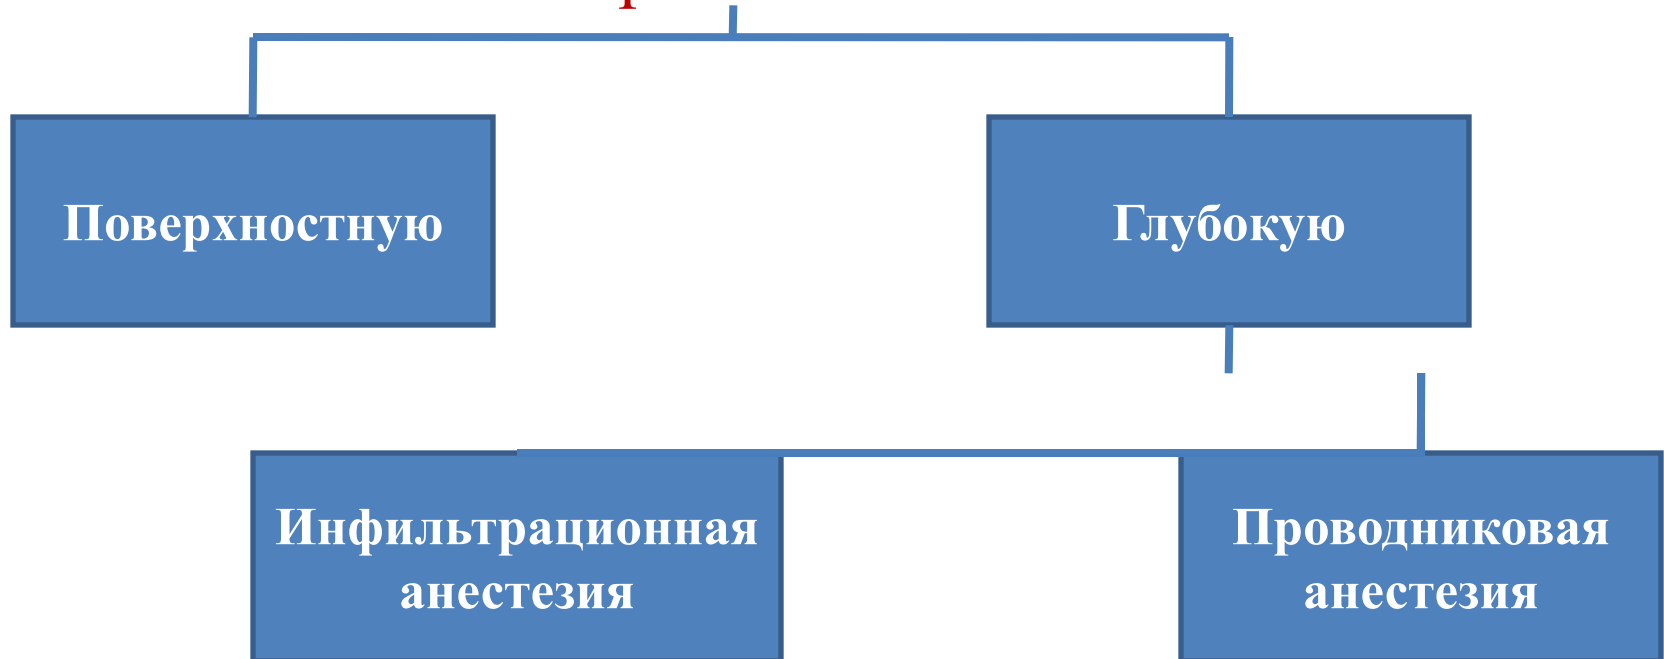 Поверхностную
Глубокую
Инфильтрационная
анестезия
Проводниковая
анестезия